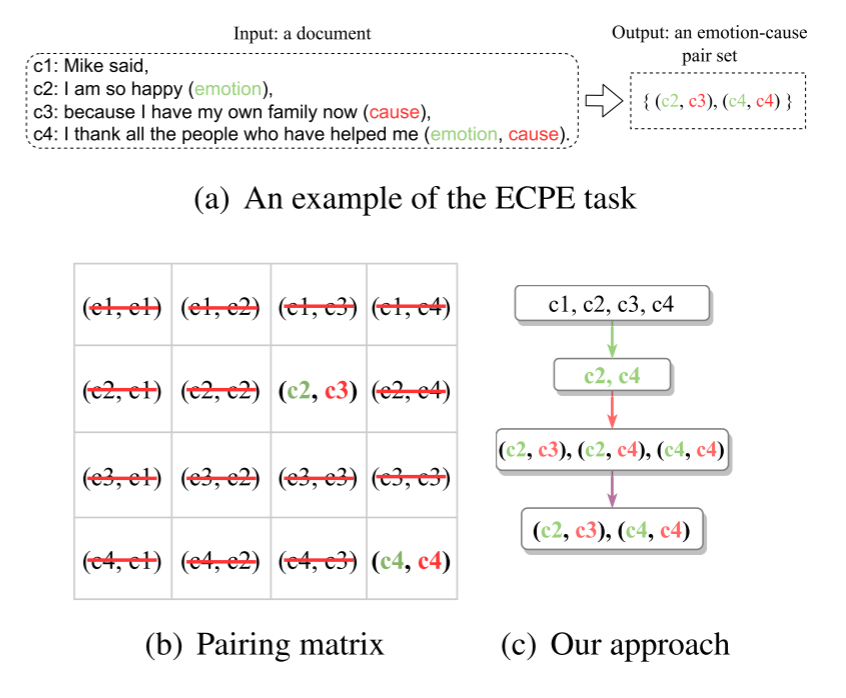 Input: a document
Output: an emotion-cause
pair set
c1: Mike said,
c2: I am so happy (emotion),
c3: because I have my own family now (cause),
c4: I thank all the people who have helped me (emotion, cause).
{ (c2, c3), (c4, c4) }
(a) An example of the ECPE task
(c1, c1) (c1, c2) (c1, c3) (c1, c4)
(c2, c1) (c2, c2) (c2, c3) (c2, c4)
(c3, c1) (c3, c2) (c3, c3) (c3, c3)
(c4, c1) (c4, c2) (c4, c3) (c4, c4)
c1, c2, c3, c4
c2, c4
(c2, c3), (c2, c4), (c4, c4)
(c2, c3), (c4, c4)
(b) Pairing matrix
(c) Our approach